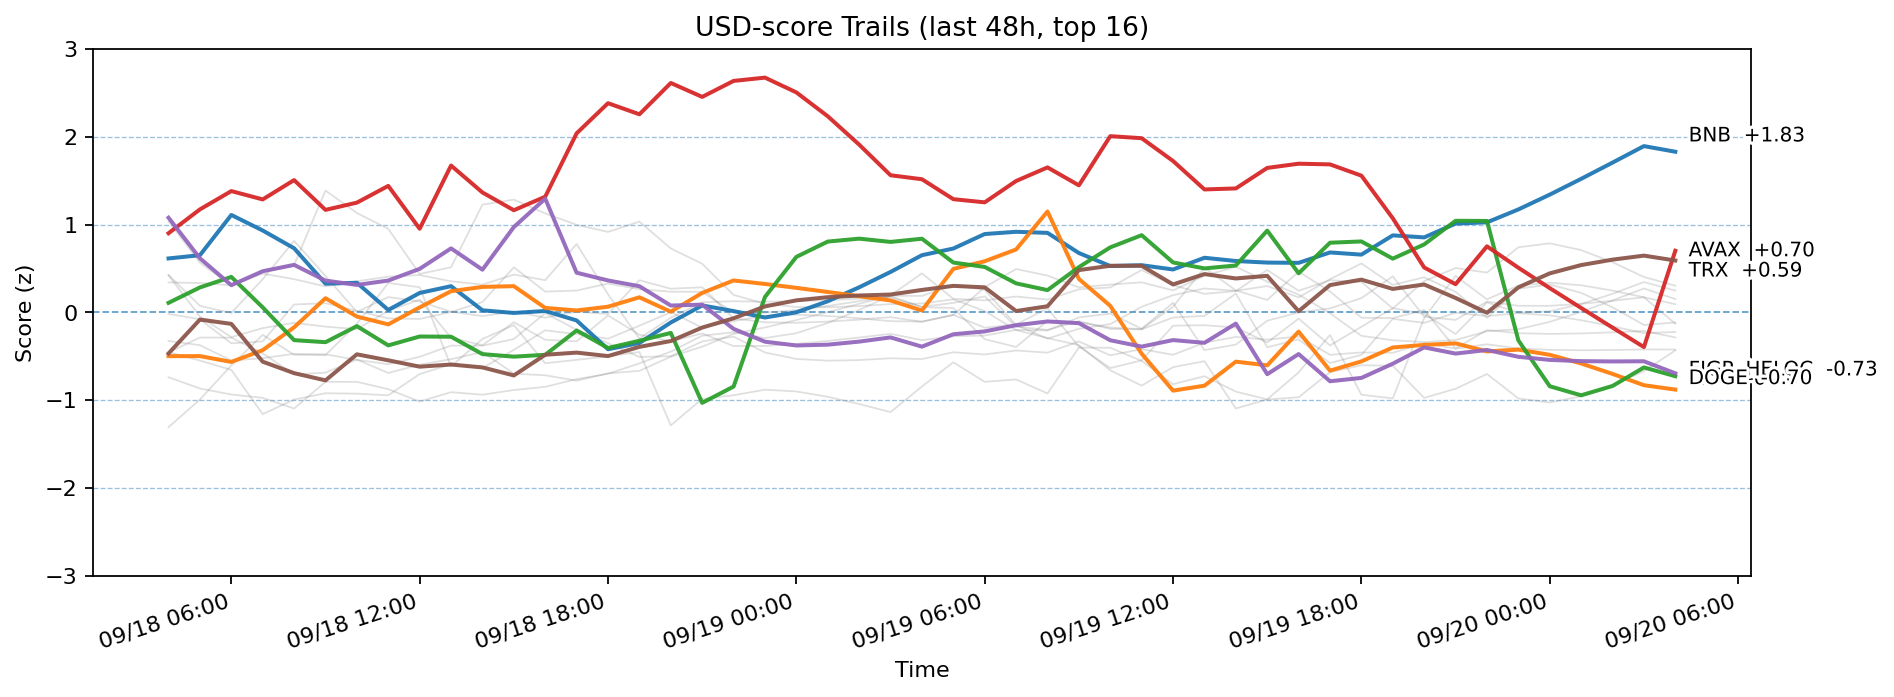 USD-score Trails (last 48h, top 16)
Score (z)
3
2
1
0
−1
−2
−3
BNB +1.83
AVAX +0.70
TRX +0.59
-0.73
DOGE -0.70
09/18 06:00
09/18 12:00
09/18 18:00
09/19 00:00
09/19 06:00
09/19 12:00
09/19 18:00
09/20 00:00
09/20 06:00
Time